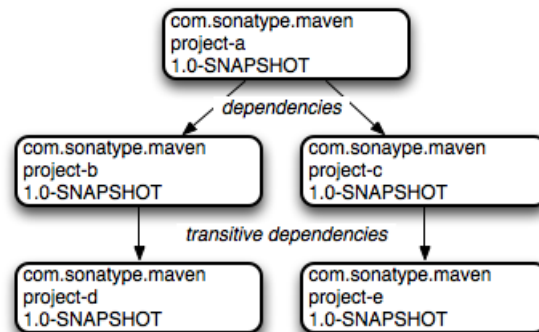 com.sonatype.maven
project-a
1.0-SNAPSHOT
dependencies
com.sonatype.maven
project-b
1.0-SNAPSHOT
com.sonaype.maven
project-c
1.0-SNAPSHOT
transitive dependencies
com.sonatype.maven
project-d
1.0-SNAPSHOT
com.sonatype.maven
project-e
1.0-SNAPSHOT